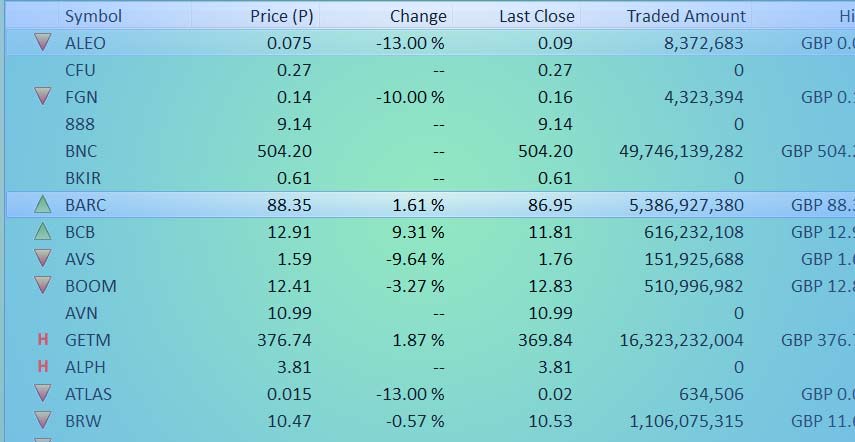 Symbol Price (P) Change Last Close Traded Amount Hi
ALEO 0.075 -13.00 % 0.09 8,372,683 GBP 0.0
CFU 0.27 -- 0.27 0
FGN 0.14 -10.00 % 0.16 4,323,394 GBP 0.1
888 9.14 -- 9.14 0
BNC 504.20 -- 504.20 49,746,139,282 GBP 504.2
BKIR 0.61 -- 0.61 0
BARC 88.35 1.61 % 86.95 5,386,927,380 GBP 88.3
BCB 12.91 9.31 % 11.81 616,232,108 GBP 12.9
AVS 1.59 -9.64 % 1.76 151,925,688 GBP 1.6
BOOM 12.41 -3.27 % 12.83 510,996,982 GBP 12.8
AVN 10.99 -- 10.99 0
H GETM 376.74 1.87 % 369.84 16,323,232,004 GBP 376.7
H ALPH 3.81 -- 3.81 0
ATLAS 0.015 -13.00 % 0.02 634,506 GBP 0.0
BRW 10.47 -0.57 % 10.53 1,106,075,315 GBP 11.6